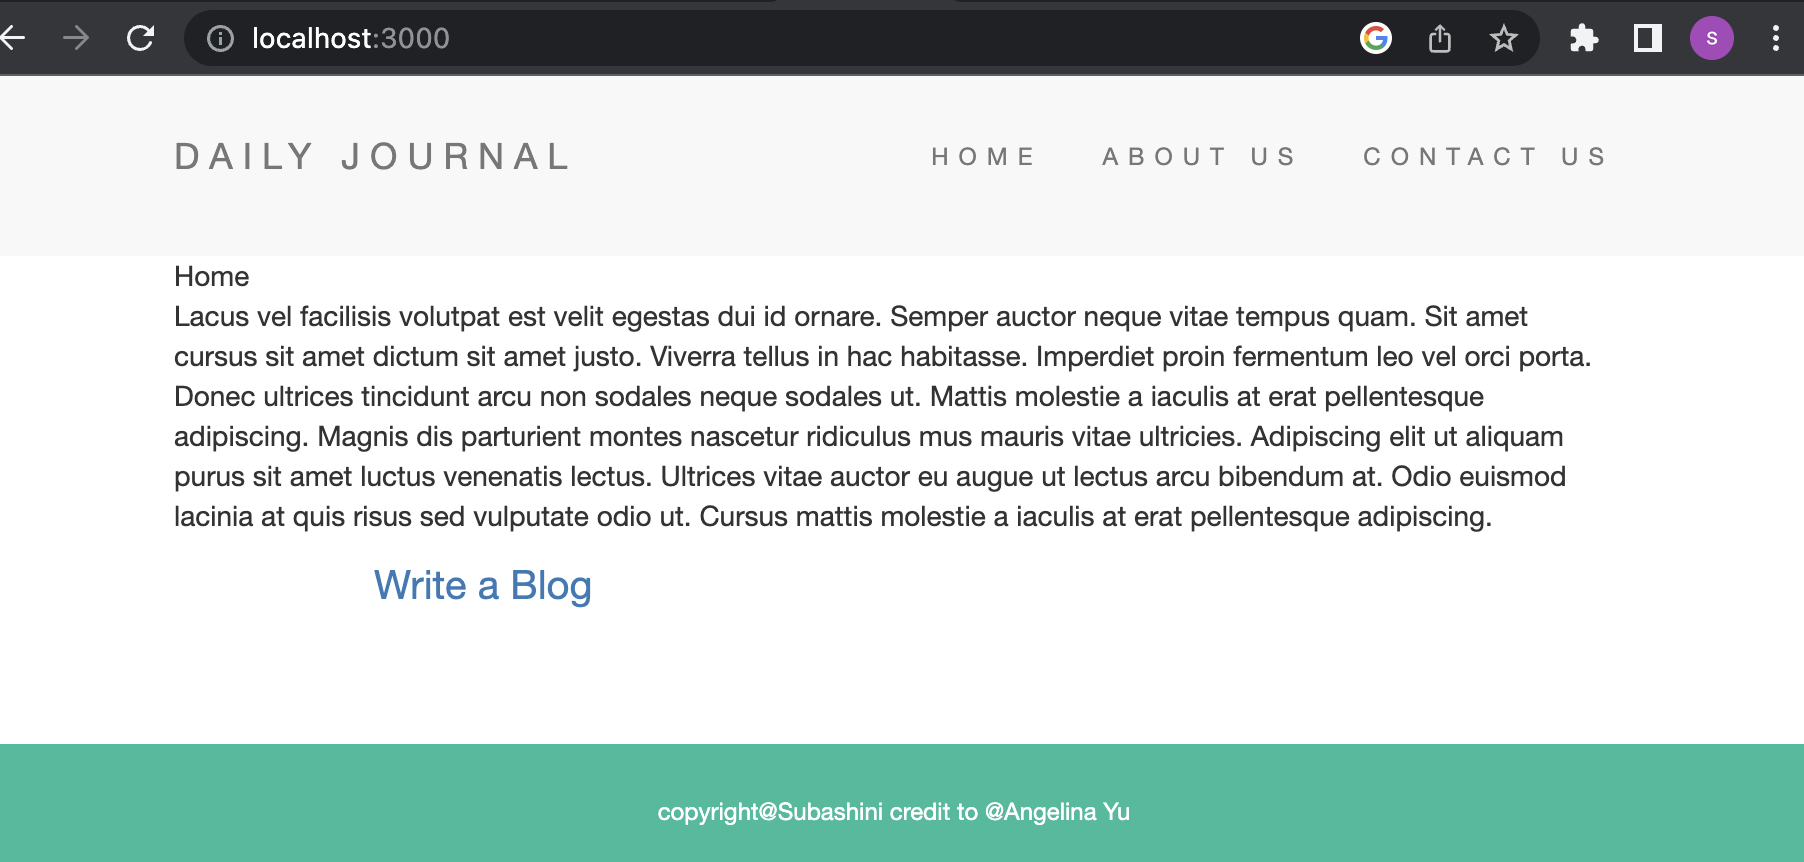 localhost:3000
S
DAILY JOURNAL HOME ABOUT US CONTACT US
Home
Lacus vel facilisis volutpat est velit egestas dui id ornare. Semper auctor neque vitae tempus quam. Sit amet
cursus sit amet dictum sit amet justo. Viverra tellus in hac habitasse. Imperdiet proin fermentum leo vel orci porta.
Donec ultrices tincidunt arcu non sodales neque sodales ut. Mattis molestie a iaculis at erat pellentesque
adipiscing. Magnis dis parturient montes nascetur ridiculus mus mauris vitae ultricies. Adipiscing elit ut aliquam
purus sit amet luctus venenatis lectus. Ultrices vitae auctor eu augue ut lectus arcu bibendum at. Odio euismod
lacinia at quis risus sed vulputate odio ut. Cursus mattis molestie a iaculis at erat pellentesque adipiscing.
Write a Blog
copyright@Subashini credit to @Angelina Yu